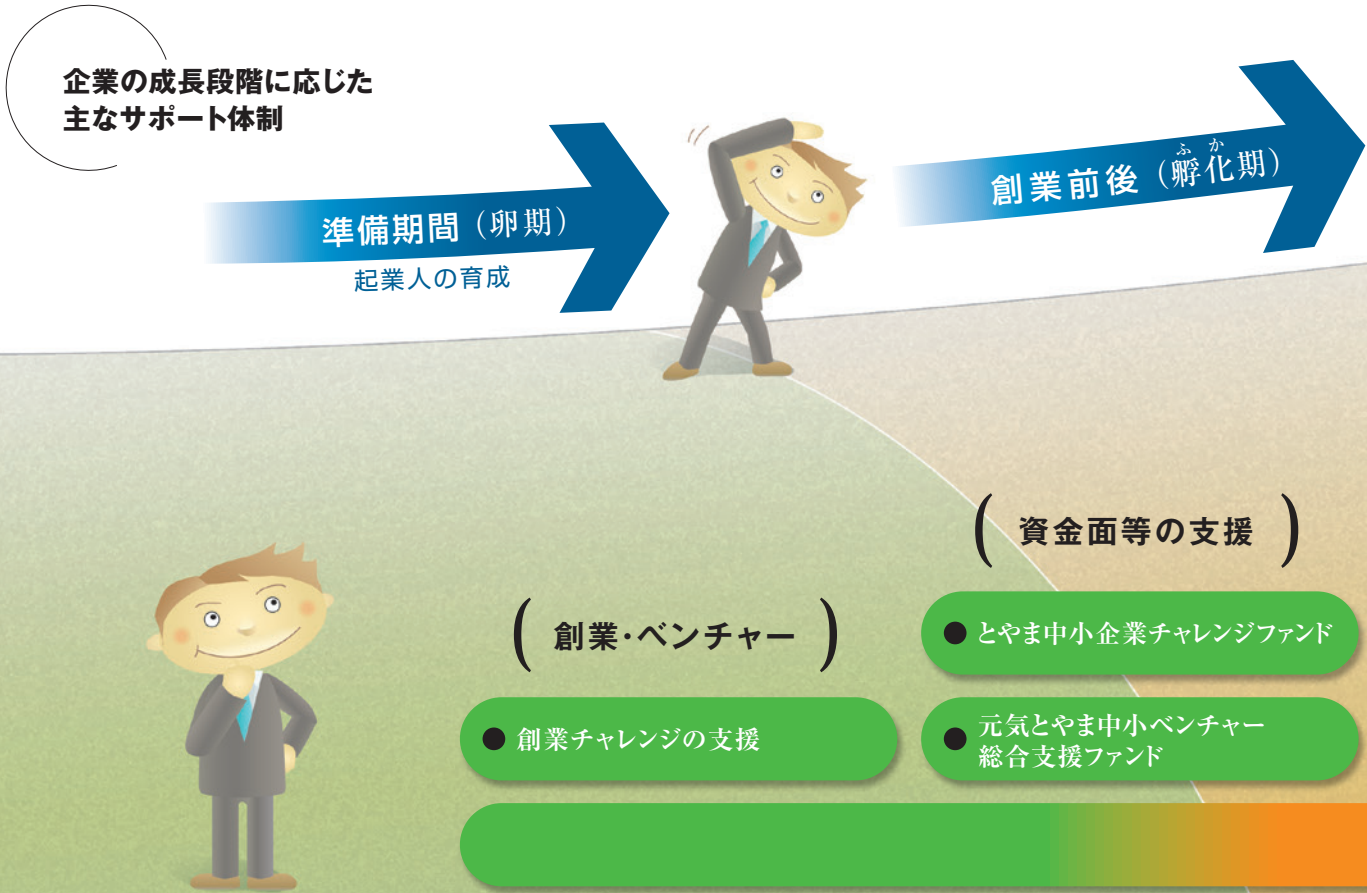 企業の成長段階に応じた
主なサポート体制
準備期間(卵期)
起業人の育成
ふか
創業前後(孵化期)
(資金面等の支援)
(創業・ベンチャー)
● とやま中小企業チャレンジファンド
● 創業チャレンジの支援
● 元気とやま中小ベンチャー
総合支援ファンド